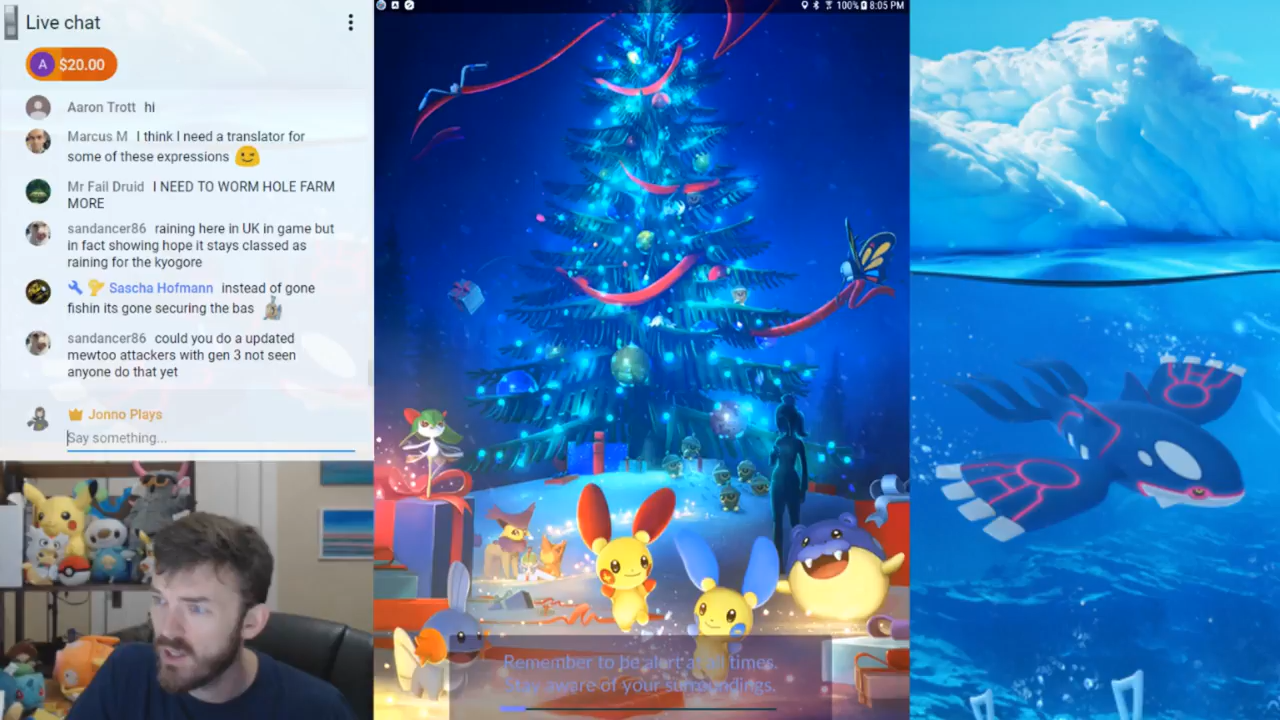 Live chat
A $20.00
Aaron Trott hi
Marcus M I think I need a translator for
some of these expressions
Mr Fail Druid I NEED TO WORM HOLE FARM
MORE
sandancer86 raining here in UK in game but
in fact showing hope it stays classed as
raining for the kyogore
Sascha Hofmann instead of gone
fishin its gone securing the bas
sandancer86 could you do a updated
mewtoo attackers with gen 3 not seen
anyone do that yet
Jonno Plays
Say something...
100% 8:05 PM
Remember to be alert at all times.
Stay aware of your surroundings.